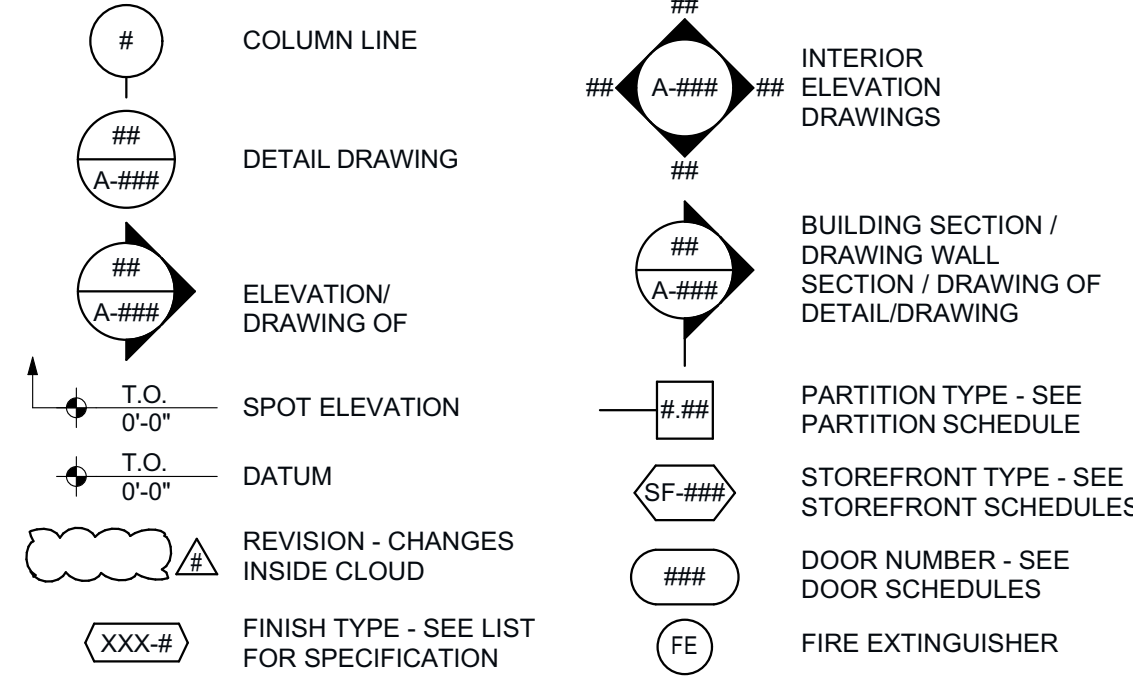 #
COLUMN LINE
##
A-###
DETAIL DRAWING
##
A-###
ELEVATION/
DRAWING OF
T.O.
0'-0"
SPOT ELEVATION
T.O.
0'-0"
DATUM
#
REVISION - CHANGES
INSIDE CLOUD
XXX-#
FINISH TYPE - SEE LIST
FOR SPECIFICATION
##
## A-### ##
##
INTERIOR
ELEVATION
DRAWINGS
##
A-###
BUILDING SECTION /
DRAWING WALL
SECTION / DRAWING OF
DETAIL/DRAWING
#.##
PARTITION TYPE - SEE
PARTITION SCHEDULE
SF-###
STOREFRONT TYPE - SEE
STOREFRONT SCHEDULES
###
DOOR NUMBER - SEE
DOOR SCHEDULES
FE
FIRE EXTINGUISHER